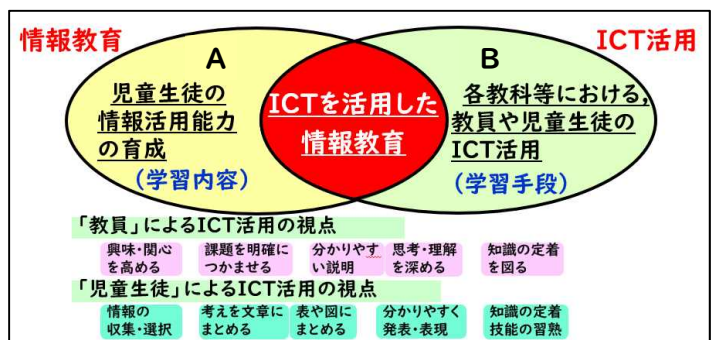 情報教育
ICT活用
A
B
児童生徒の
情報活用能力
の育成
(学習内容)
ICTを活用した
情報教育
各教科等における,
教員や児童生徒の
ICT活用
(学習手段)
「教員」によるICT活用の視点
興味・関心
を高める
課題を明確に
つかませる
分かりやす
い説明
思考・理解
を深める
知識の定着
を図る
「児童生徒」によるICT活用の視点
情報の
収集・選択
考えを文章に
まとめる
表や図に
まとめる
分かりやすく
発表・表現
知識の定着
技能の習熟